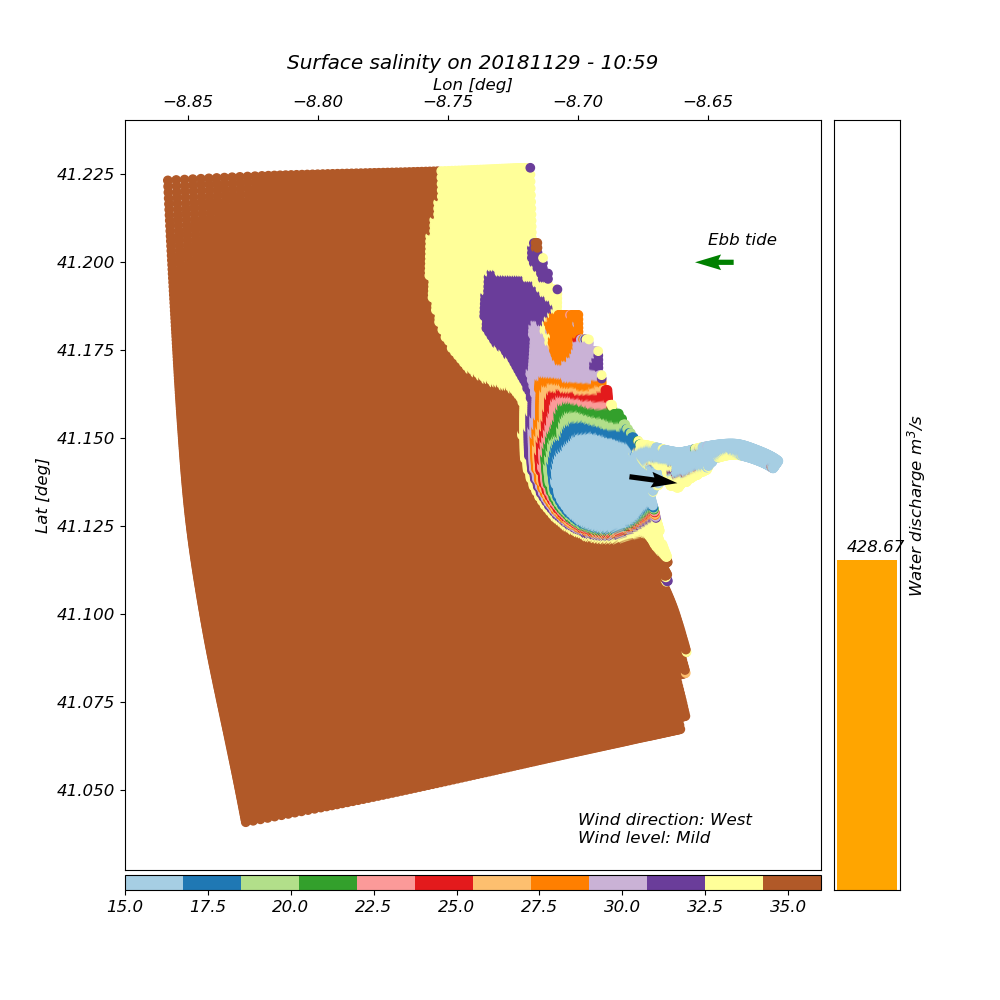 Surface salinity on 20181129 - 10:59
Lon [deg]
−8.85 −8.80 −8.75 −8.70 −8.65
41.225
41.200
41.175
41.150
41.125
41.100
41.075
41.050
Lat [deg]
Ebb tide
Wind direction: West
Wind level: Mild
428.67
Water discharge m³/s
15.0 17.5 20.0 22.5 25.0 27.5 30.0 32.5 35.0